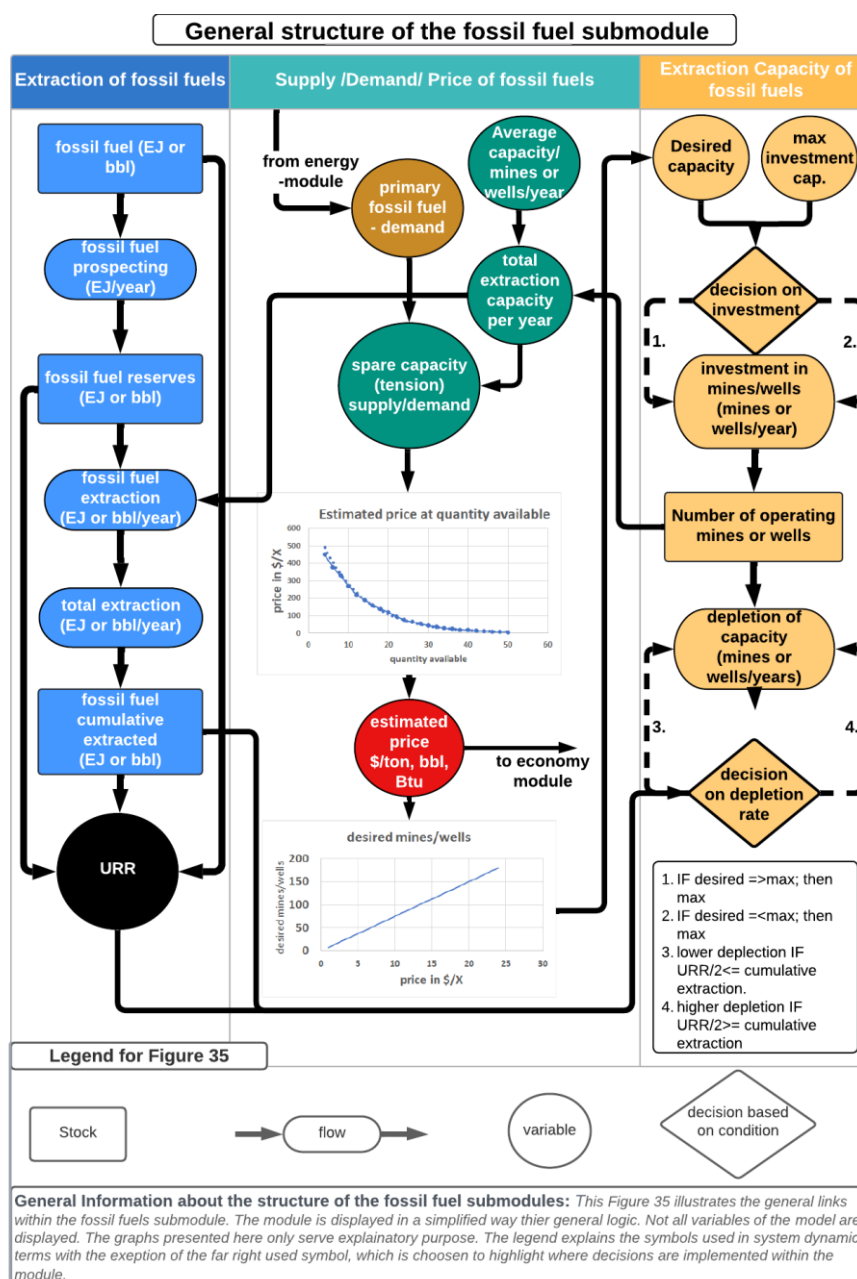 General structure of the fossil fuel submodule
Extraction of fossil fuels
Supply /Demand/ Price of fossil fuels
Extraction Capacity of
fossil fuels
fossil fuel (EJ or
bbl)
fossil fuel
prospecting
(EJ/year)
fossil fuel reserves
(EJ or bbl)
fossil fuel
extraction
(EJ or bbl/year)
total extraction
(EJ or bbl/year)
fossil fuel
cumulative
extracted
(EJ or bbl)
URR
from energy
-module
primary
fossil fuel
- demand
Average
capacity/
mines or
wells/year
total
extraction
capacity
per year
spare capacity
(tension)
supply/demand
Estimated price at quantity available
price in $/X
600
500
400
300
200
100
0
0
10
20
30
40
50
60
quantity available
estimated
price
$/ton, bbl,
Btu
to economy
module
desired mines/wells
desired mines/wells
200
150
100
50
0
0
5
10
15
20
25
30
price in $/X
Desired
capacity
max
investment
cap.
decision on
investment
1.
2.
investment in
mines/wells
(mines or
wells/year)
Number of operating
mines or wells
depletion of
capacity
(mines or
wells/years)
3.
4.
decision
on depletion
rate
1. IF desired =>max; then
max
2. IF desired =<max; then
max
3. lower deplection IF
URR/2<= cumulative
extraction.
4. higher depletion IF
URR/2>= cumulative
extraction
Legend for Figure 35
Stock
flow
variable
decision based
on condition
General Information about the structure of the fossil fuel submodules: This Figure 35 illustrates the general links
within the fossil fuels submodule. The module is displayed in a simplified way thier general logic. Not all variables of the model are
displayed. The graphs presented here only serve explainatory purpose. The legend explains the symbols used in system dynamic
terms with the exeption of the far right used symbol, which is choosen to highlight where decisions are implemented within the
module.